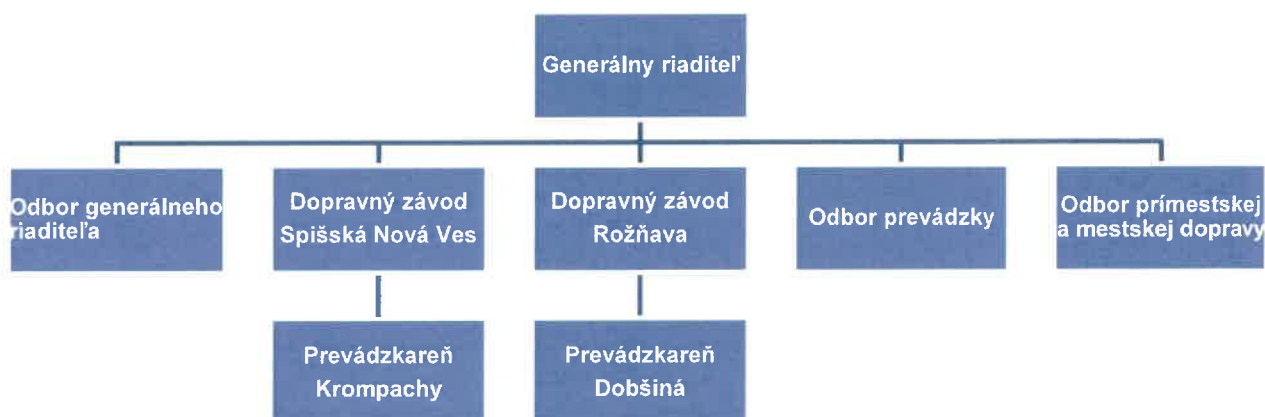 Generálny riaditeľ
Odbor generálneho
riaditeľa
Dopravný závod
Spišská Nová Ves
Dopravný závod
Rožňava
Odbor prevádzky
Odbor prímestskej
a mestskej dopravy
Prevádzkareň
Krompachy
Prevádzkareň
Dobšiná